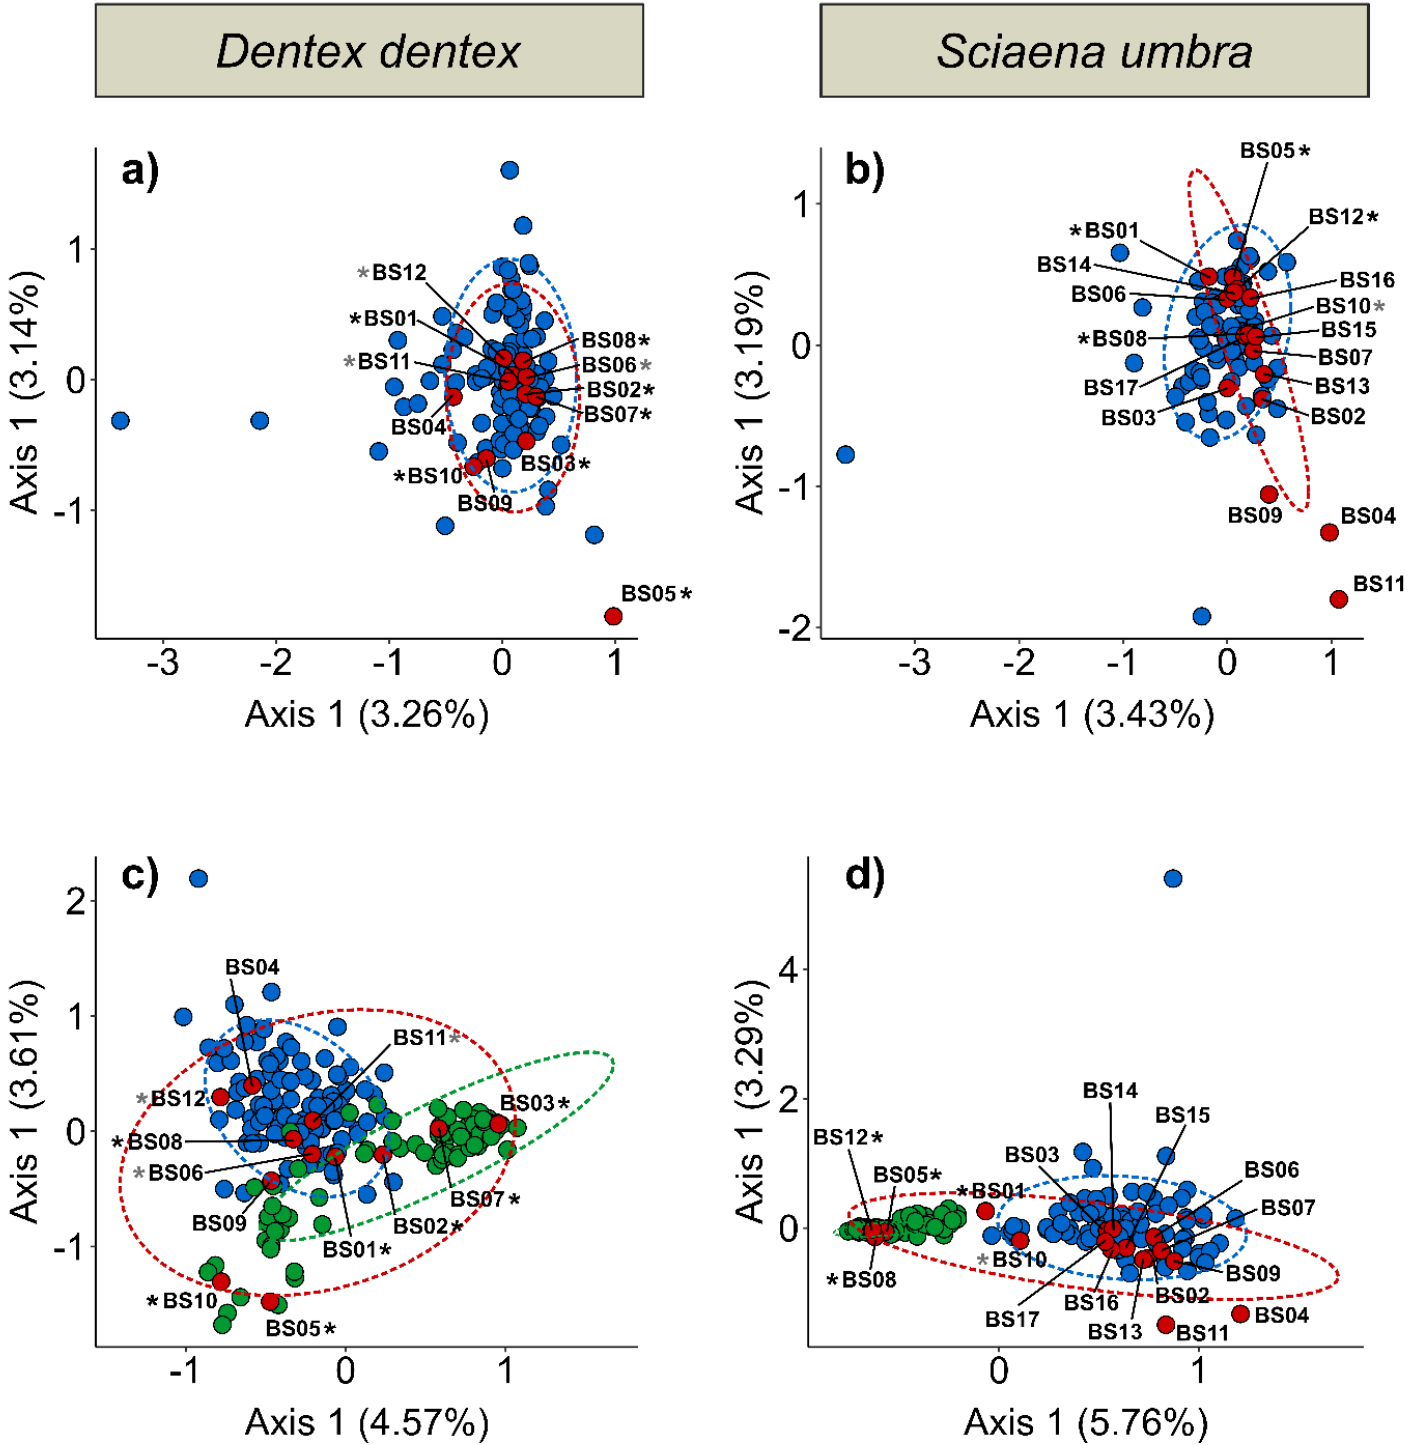 Dentex dentex
Sciaena umbra
a)
1
0
-1
-3
-2
-1
0
1
Axis 1 (3.14%)
Axis 1 (3.26%)
*BS12
*BS01
*BS11
BS04
*BS10
BS09
BS08*
BS06*
BS02*
BS07*
BS03*
BS05*
b)
1
0
-1
-2
-3
-2
-1
0
1
Axis 1 (3.19%)
Axis 1 (3.43%)
BS05*
*BS01
BS12*
BS14
BS16
BS06
BS10*
*BS08
BS15
BS07
BS17
BS13
BS03
BS02
BS09
BS04
BS11
c)
2
1
0
-1
-1
0
1
Axis 1 (3.61%)
Axis 1 (4.57%)
BS04
BS11*
*BS12
BS03*
*BS08
*BS06
BS07*
BS09
BS02*
BS01*
*BS10
BS05*
d)
4
2
0
0
1
Axis 1 (3.29%)
Axis 1 (5.76%)
BS14
BS15
BS12*
BS03
BS05*
BS06
*BS01
BS07
*BS10
*BS08
BS09
BS02
BS16
BS17
BS13
BS11
BS04